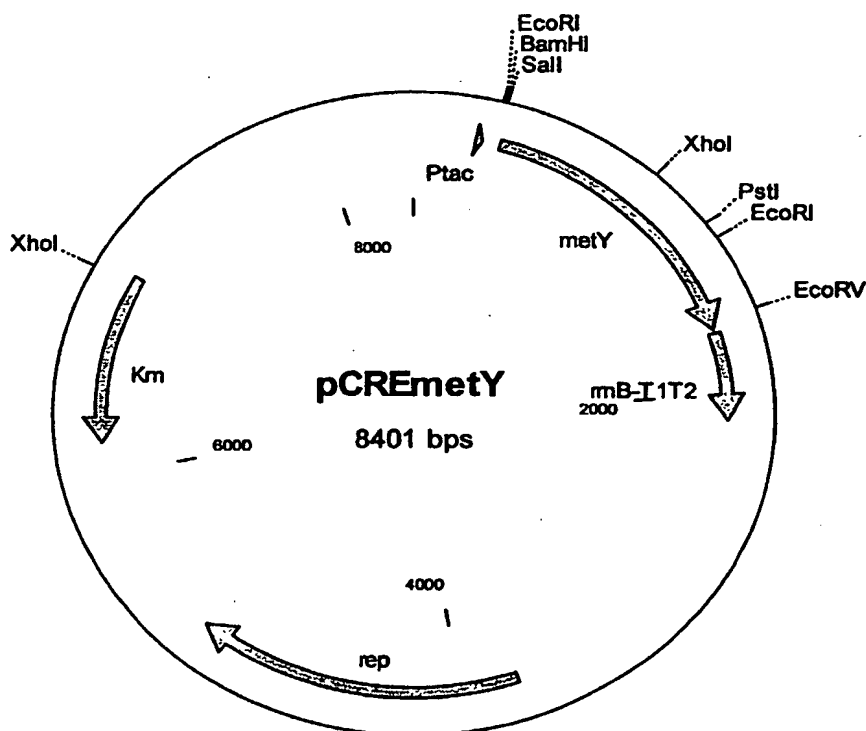 EcoRI
BamHI
SalI
XhoI
Ptac
PstI
EcoRI
metY
XhoI
8000
EcoRV
Km
pCREmetY
rrnB-T1T2
2000
8401 bps
6000
4000
rep